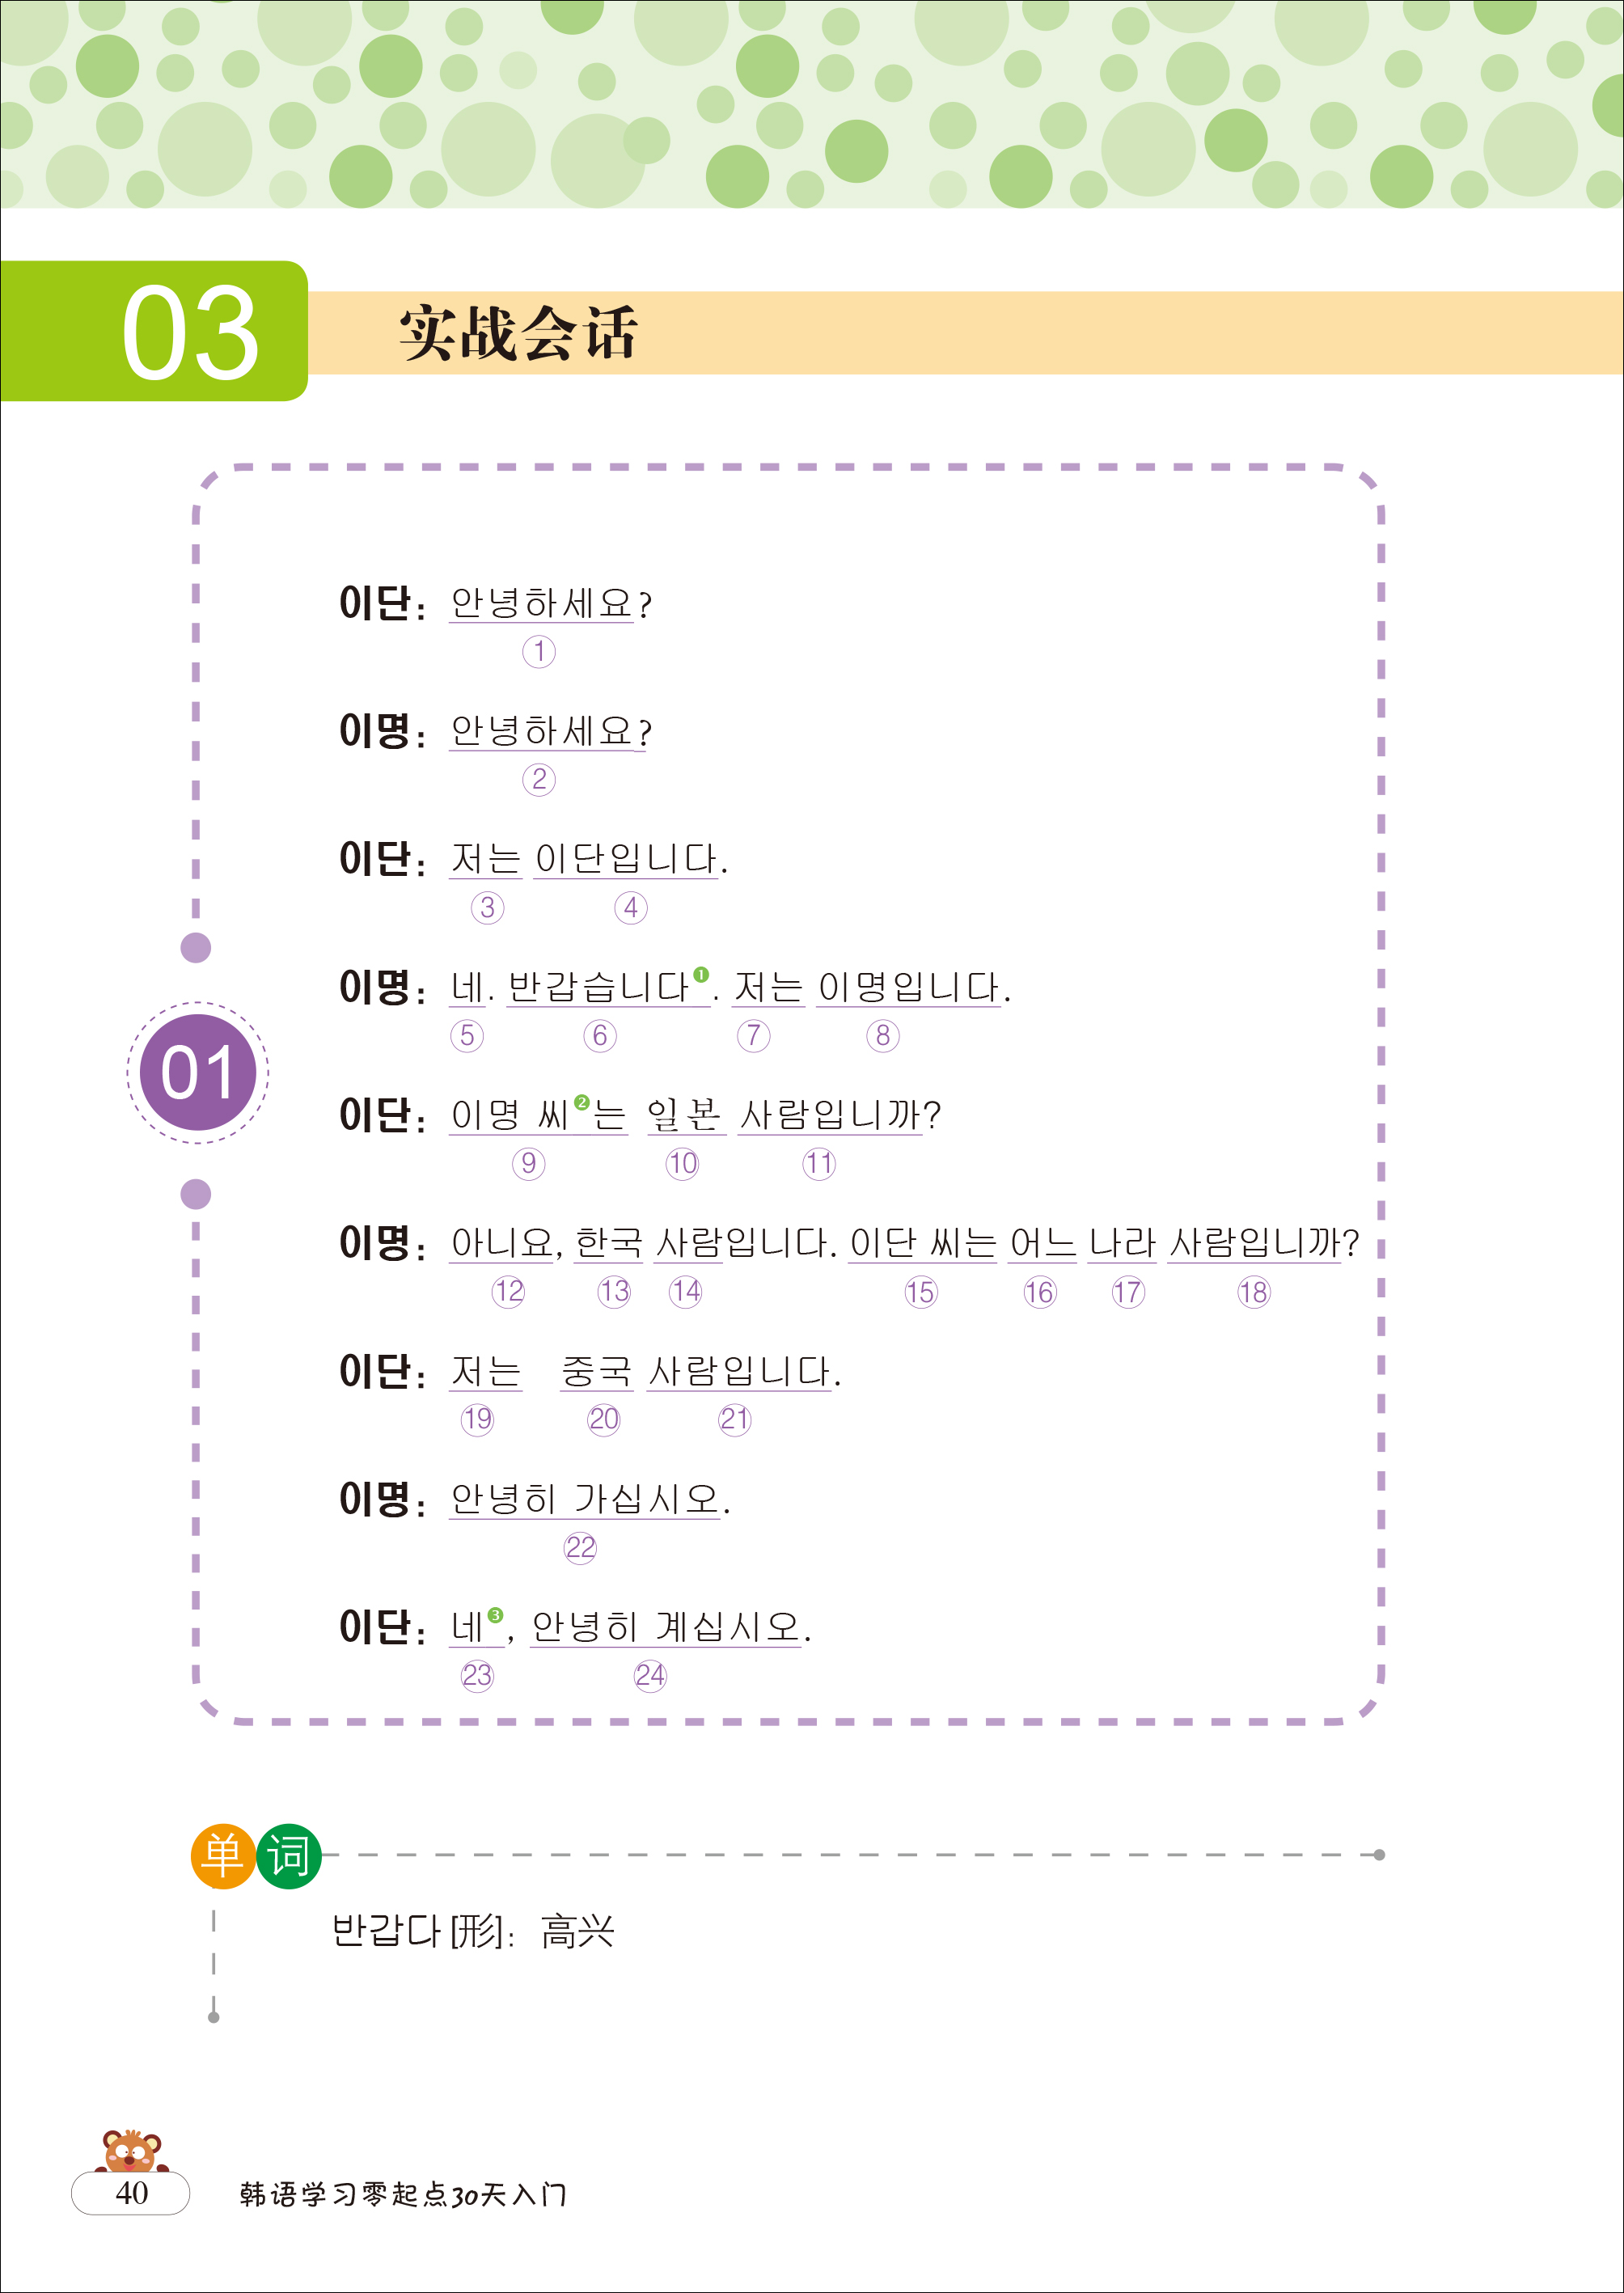 03 实战会话
이단: 안녕하세요?
①
이명: 안녕하세요?
②
이단: 저는 이단입니다.
③ ④
이명: 네. 반갑습니다❶. 저는 이명입니다.
⑤ ⑥ ⑦ ⑧
01
이단: 이명 씨❷는 일본 사람입니까?
⑨ ⑩ ⑪
이명: 아니요, 한국 사람입니다. 이단 씨는 어느 나라 사람입니까?
⑫ ⑬ ⑭ ⑮ ⑯ ⑰ ⑱
이단: 저는 중국 사람입니다.
⑲ ⑳ ㉑
이명: 안녕히 가십시오.
㉒
이단: 네❸, 안녕히 계십시오.
㉓ ㉔
单词
반갑다 [形]: 高兴
40 韩语学习零起点30天入门